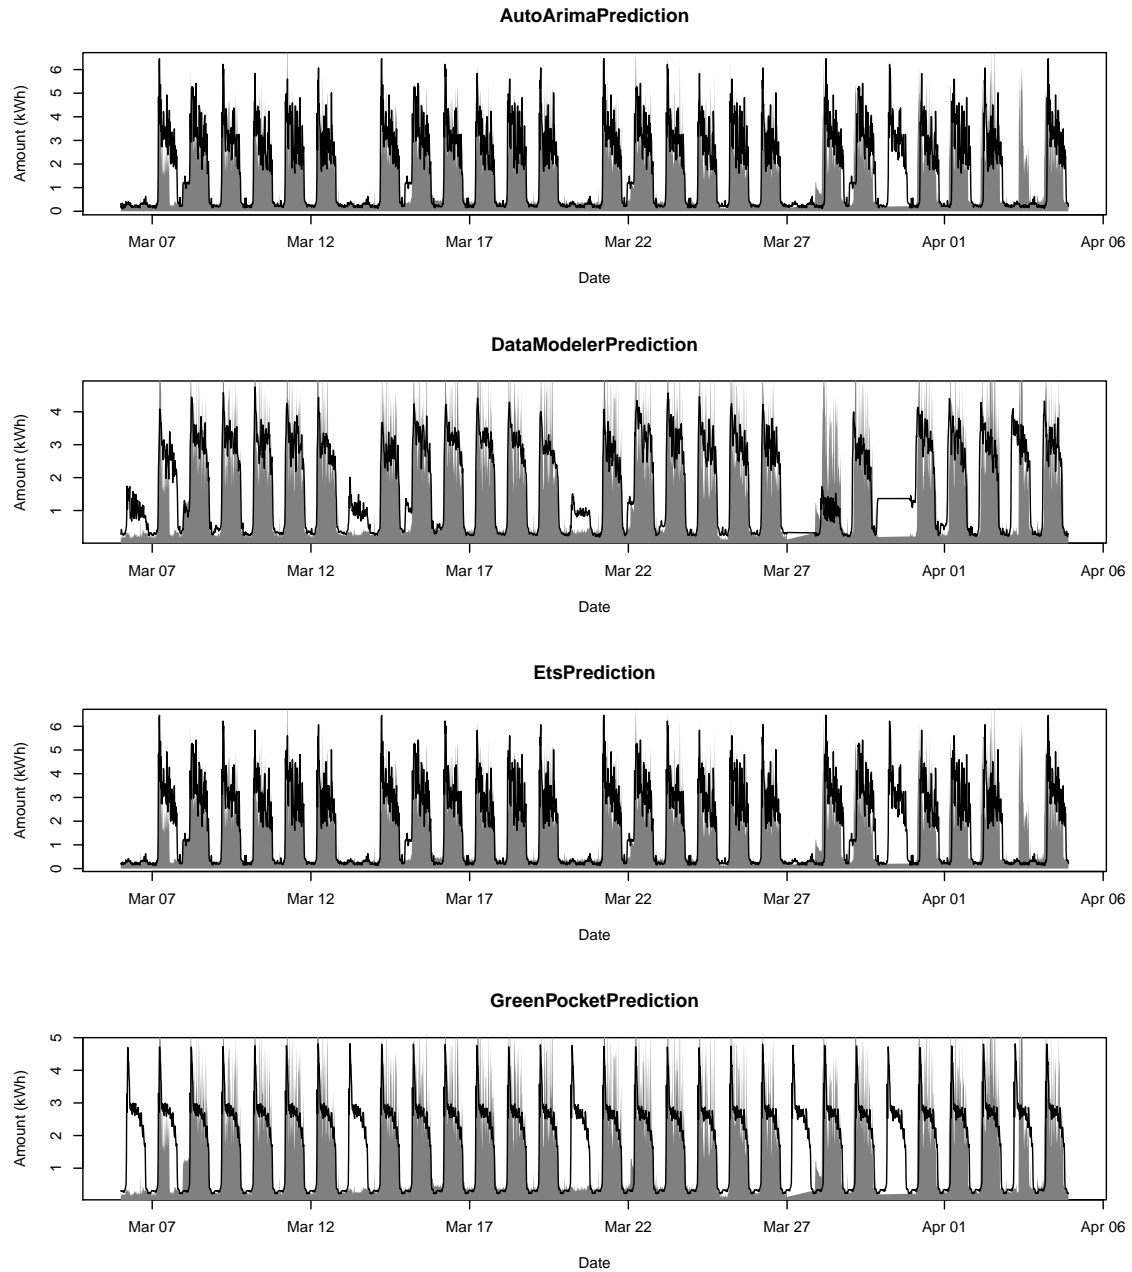 AutoArimaPrediction
Amount (kWh)
6
5
4
3
2
1
0
Mar 07 Mar 12 Mar 17 Mar 22 Mar 27 Apr 01 Apr 06
Date
DataModelerPrediction
Amount (kWh)
4
3
2
1
Mar 07 Mar 12 Mar 17 Mar 22 Mar 27 Apr 01 Apr 06
Date
EtsPrediction
Amount (kWh)
6
5
4
3
2
1
0
Mar 07 Mar 12 Mar 17 Mar 22 Mar 27 Apr 01 Apr 06
Date
GreenPocketPrediction
Amount (kWh)
5
4
3
2
1
Mar 07 Mar 12 Mar 17 Mar 22 Mar 27 Apr 01 Apr 06
Date